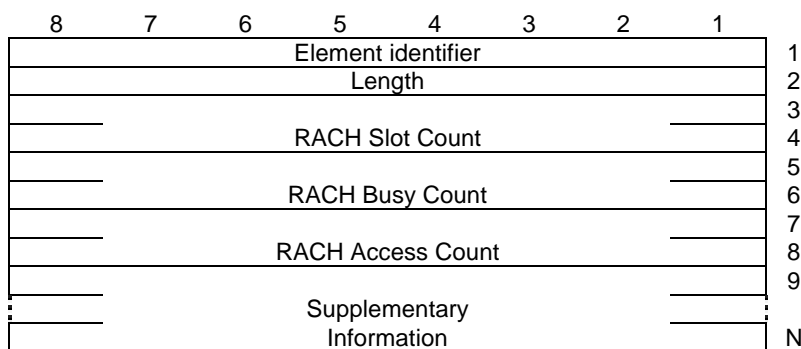 8 7 6 5 4 3 2 1
Element identifier 1
Length 2
3
RACH Slot Count 4
5
RACH Busy Count 6
7
RACH Access Count 8
9
Supplementary
Information N